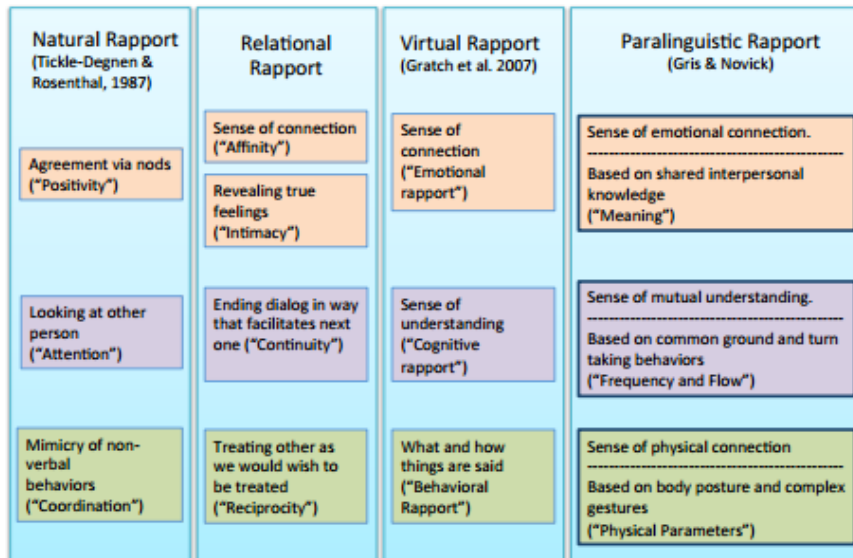 Natural Rapport
(Tickle-Degnen &
Rosenthal, 1987)
Agreement via nods
("Positivity")
Looking at other
person
("Attention")
Mimicry of non-
verbal
behaviors
("Coordination")
Relational
Rapport
Sense of connection
("Affinity")
Revealing true
feelings
("Intimacy")
Ending dialog in way
that facilitates next
one ("Continuity")
Treating other as
we would wish to
be treated
("Reciprocity")
Virtual Rapport
(Gratch et al. 2007)
Sense of
connection
("Emotional
rapport")
Sense of
understanding
("Cognitive
rapport")
What and how
things are said
("Behavioral
Rapport")
Paralinguistic Rapport
(Gris & Novick)
Sense of emotional connection.
Based on shared interpersonal
knowledge
("Meaning")
Sense of mutual understanding.
Based on common ground and turn
taking behaviors
("Frequency and Flow")
Sense of physical connection
Based on body posture and complex
gestures
("Physical Parameters")